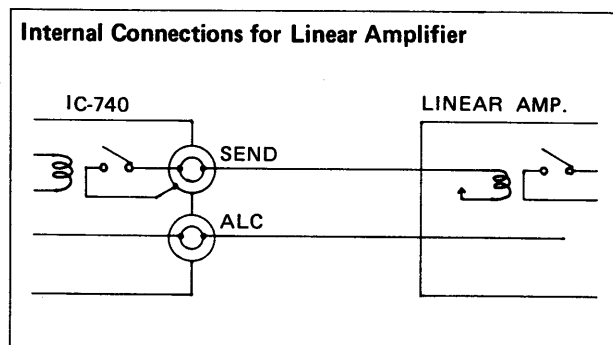 Internal Connections for Linear Amplifier
IC-740
LINEAR AMP.
SEND
ALC